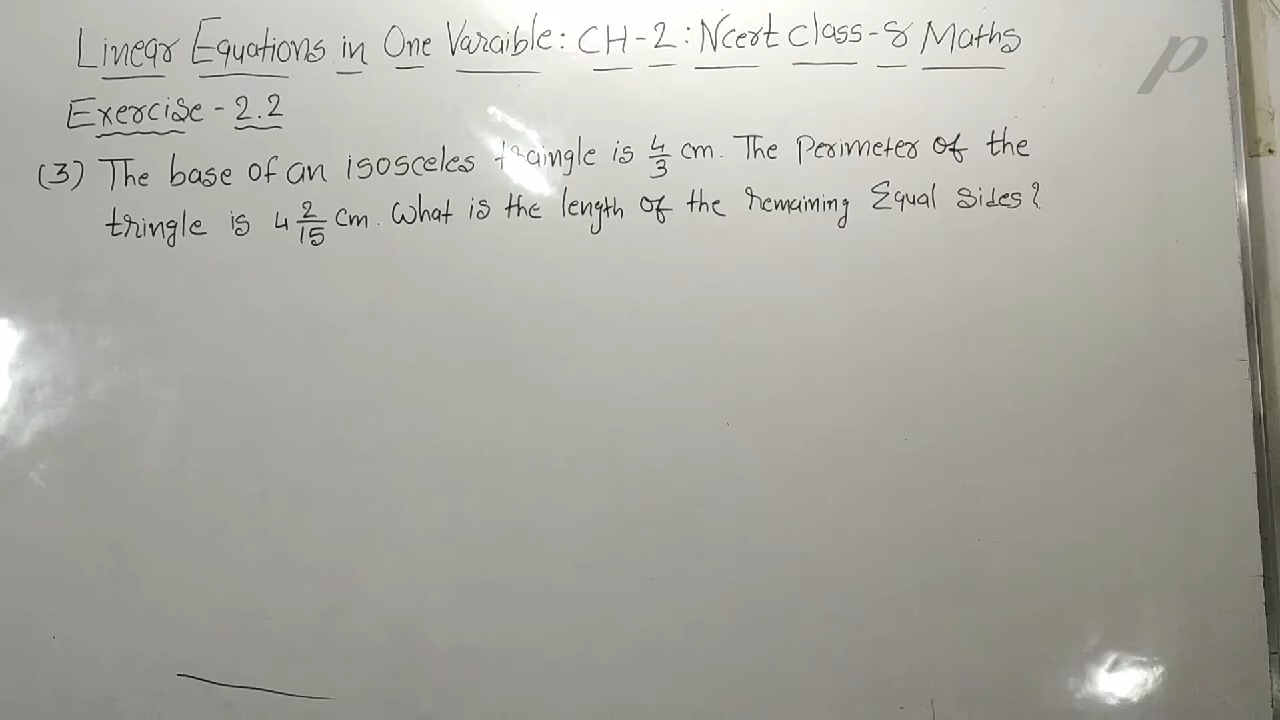 Linear Equations in One Varaible: CH-2: Ncert class-8 Maths
p
Exercise - 2.2
(3) The base of an isosceles traingle is 4/3 cm. The Perimeter of the
tringle is 4 2/15 cm. What is the length of the remaining Equal Sides?